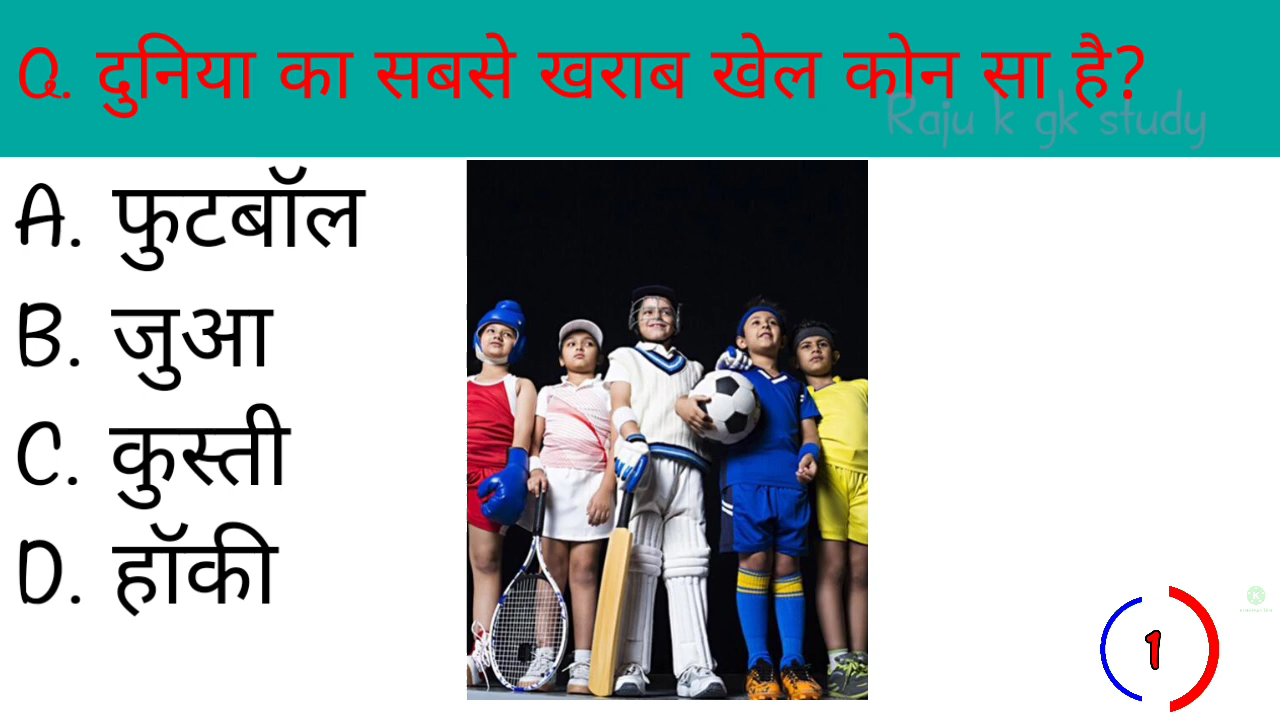 Q. दुनिया का सबसे खराब खेल कोन सा है?
Raju k gk study
A. फुटबॉल
B. जुआ
C. कुस्ती
D. हॉकी
1